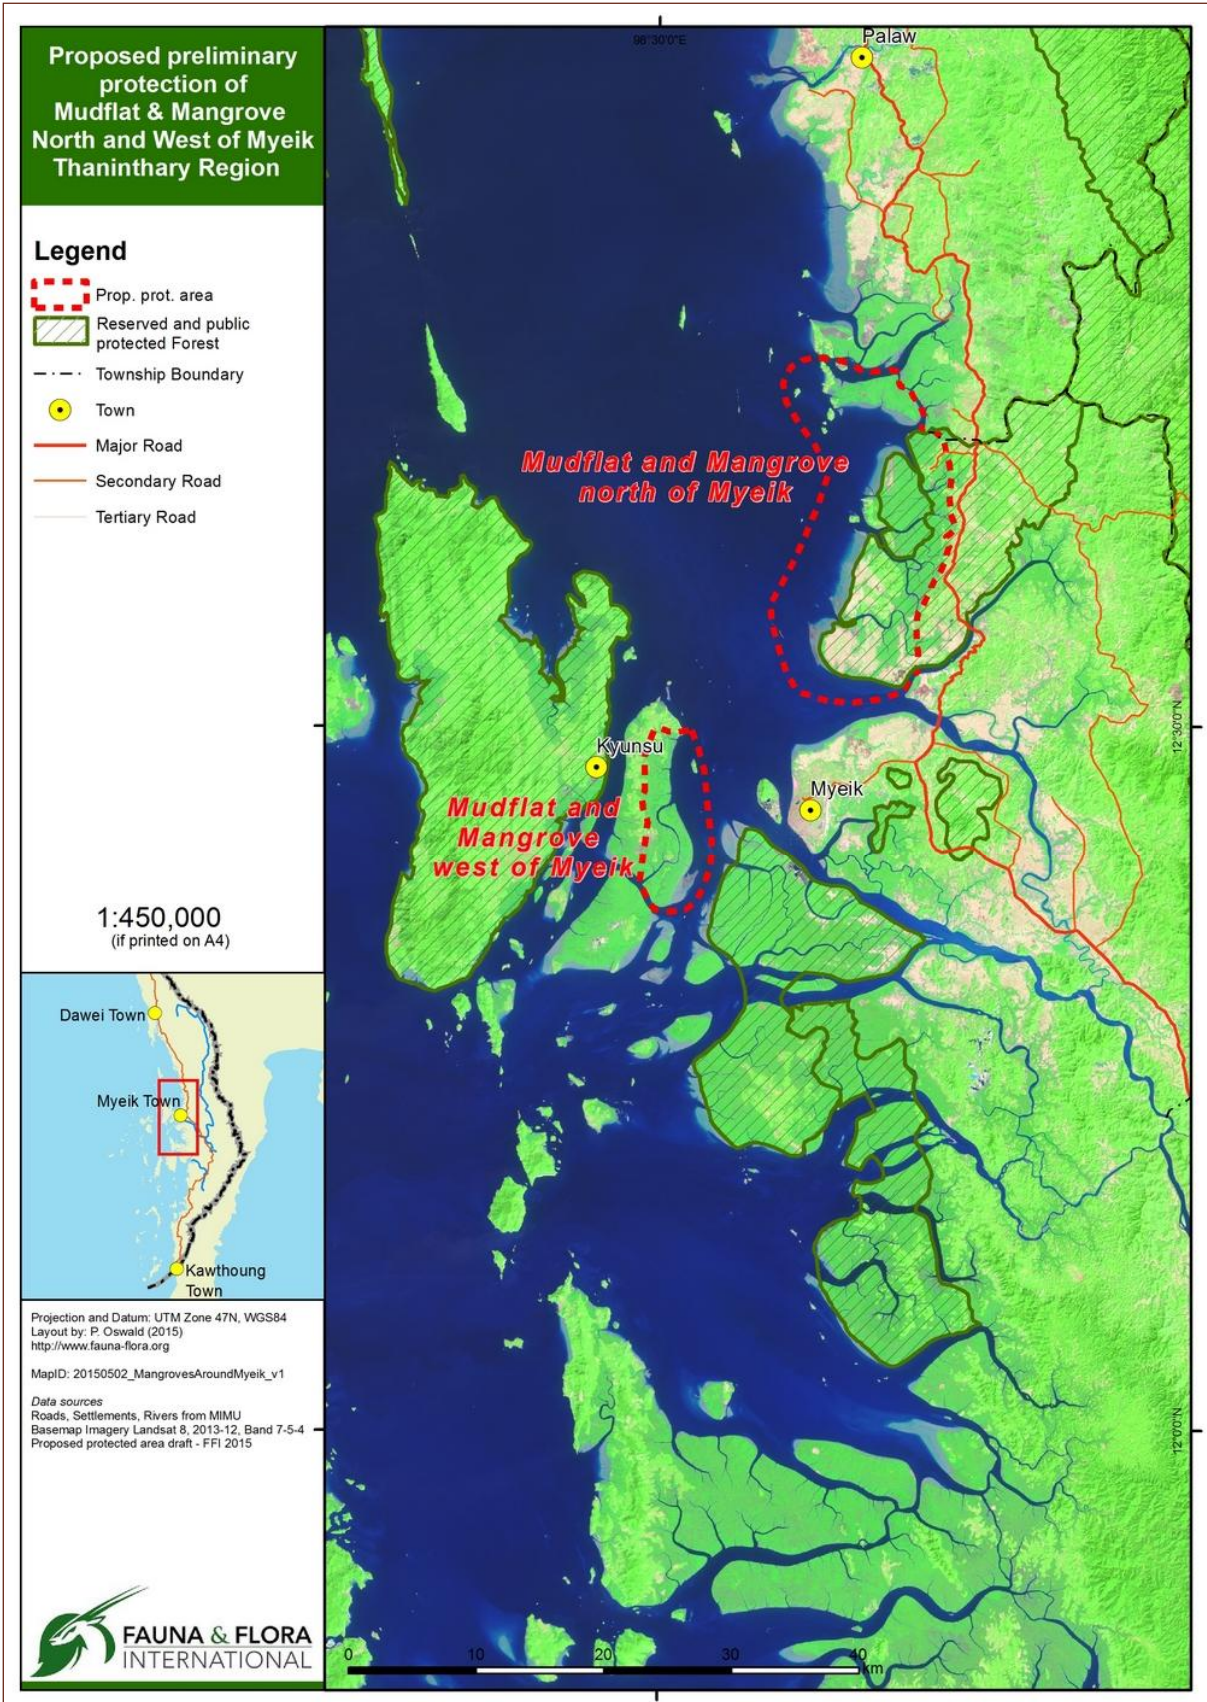 Proposed preliminary
protection of
Mudflat & Mangrove
North and West of Myeik
Thaninthary Region
Legend
Prop. prot. area
Reserved and public
protected Forest
Township Boundary
Town
Major Road
Secondary Road
Tertiary Road
1:450,000
(if printed on A4)
Dawei Town
Myeik Town
Kawthoung
Town
Projection and Datum: UTM Zone 47N, WGS84
Layout by: P. Oswald (2015)
http://www.fauna-flora.org
MapID: 20150502_MangrovesAroundMyeik_v1
Data sources
Roads, Settlements, Rivers from MIMU
Basemap Imagery Landsat 8, 2013-12, Band 7-5-4
Proposed protected area draft - FFI 2015
FAUNA & FLORA
INTERNATIONAL
98°30'0"E
Palaw
Mudflat and Mangrove
north of Myeik
12°30'0"N
Kyunsu
Myeik
Mudflat and
Mangrove
west of Myeik
12°0'0"N
0 10 20 30 40
km